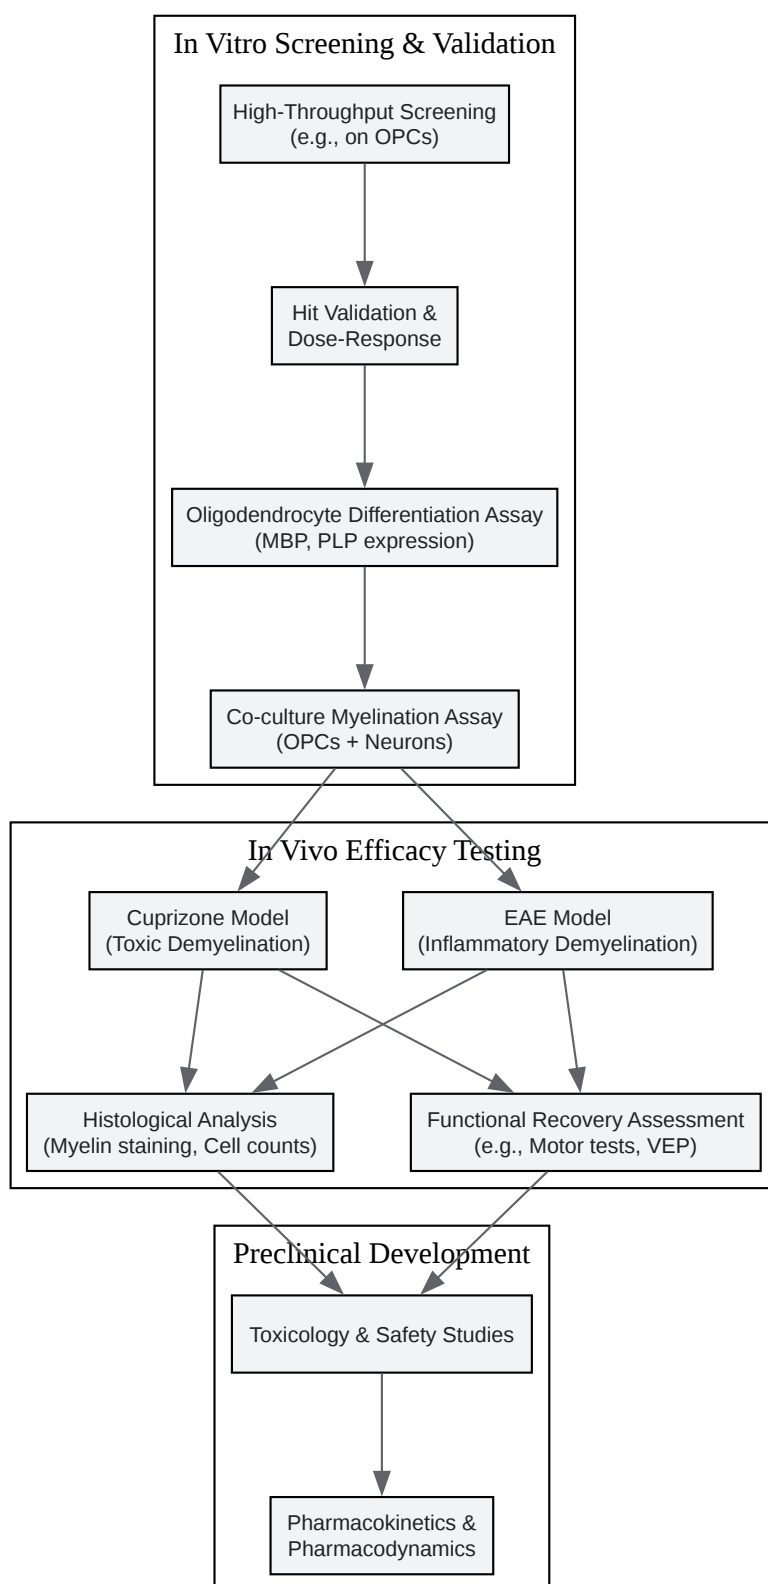 In Vitro Screening & Validation
High-Throughput Screening
(e.g., on OPCs)
Hit Validation &
Dose-Response
Oligodendrocyte Differentiation Assay
(MBP, PLP expression)
Co-culture Myelination Assay
(OPCs + Neurons)
In Vivo Efficacy Testing
Cuprizone Model
(Toxic Demyelination)
EAE Model
(Inflammatory Demyelination)
Histological Analysis
(Myelin staining, Cell counts)
Functional Recovery Assessment
(e.g., Motor tests, VEP)
Preclinical Development
Toxicology & Safety Studies
Pharmacokinetics &
Pharmacodynamics